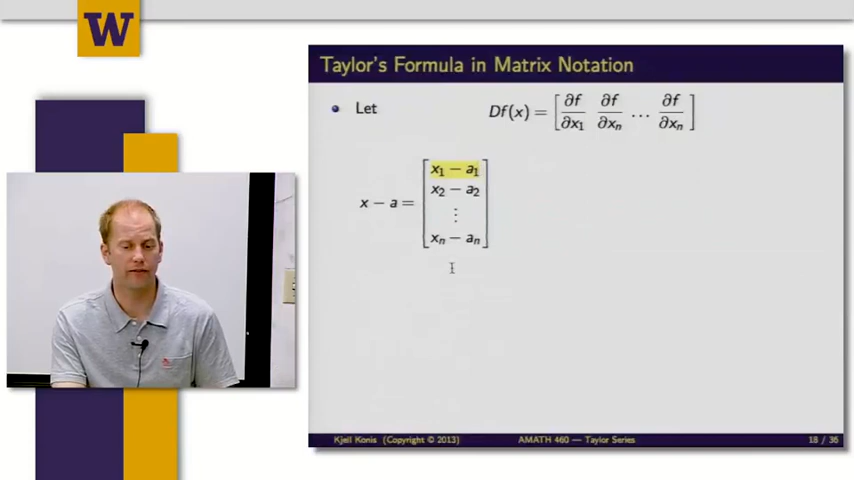 W
Taylor's Formula in Matrix Notation
• Let Df(x) = [ ∂f/∂x₁ ∂f/∂xₙ ⋯ ∂f/∂xₙ ]
x − a = [ x₁ − a₁
x₂ − a₂
⋮
xₙ − aₙ ]
Kjell Konis (Copyright © 2013) AMATH 460 — Taylor Series 18 / 36